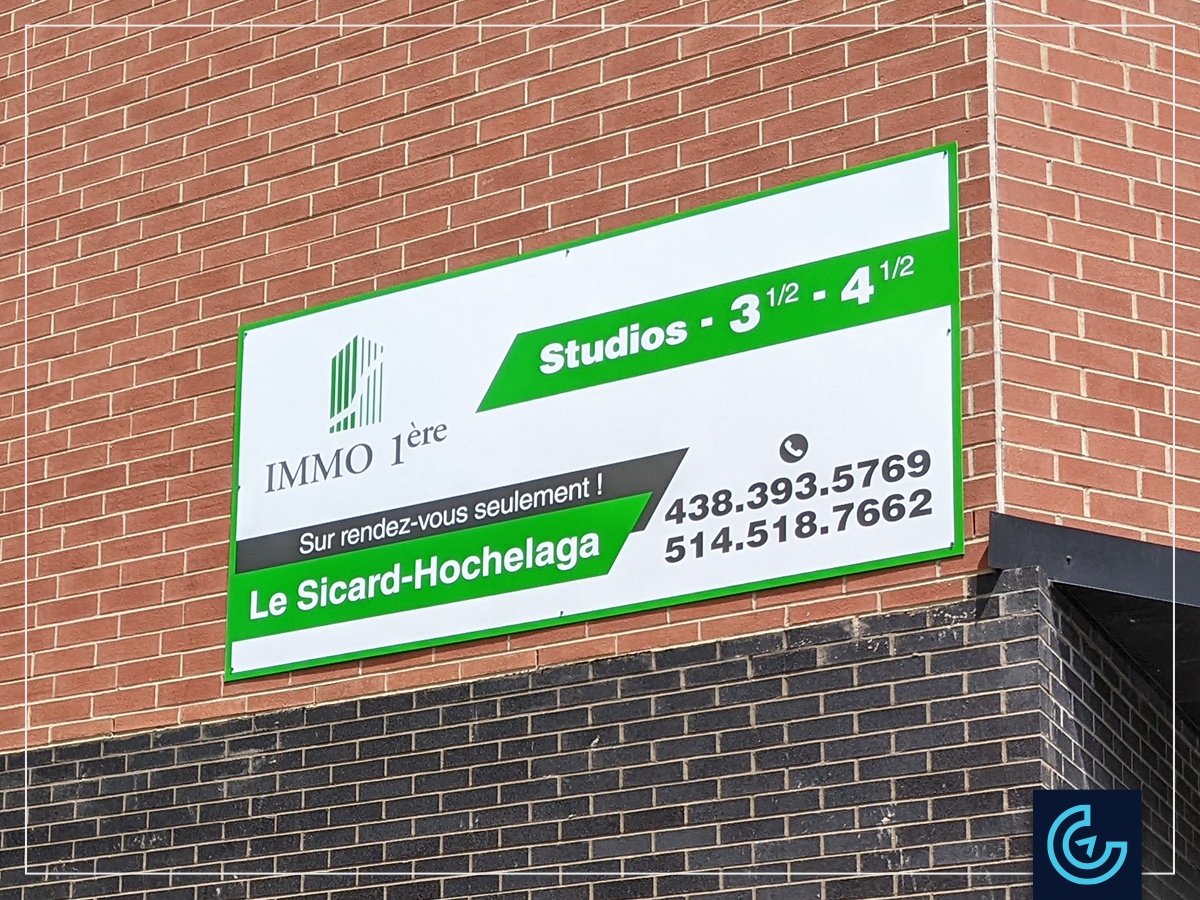 Studios - 3 1/2 - 4 1/2
IMMO 1ère
Sur rendez-vous seulement !
Le Sicard-Hochelaga
438.393.5769
514.518.7662